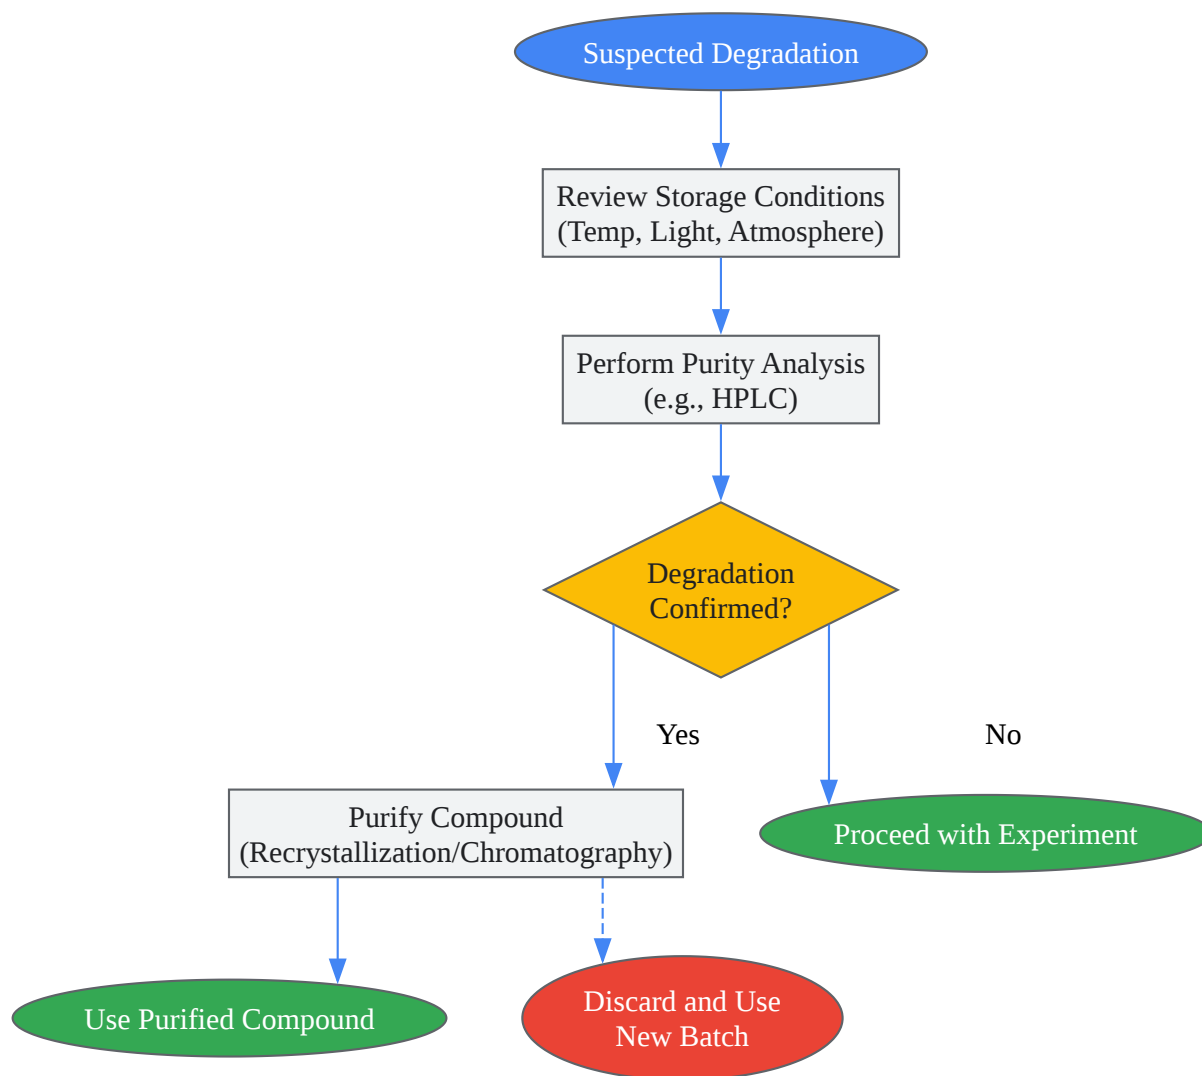 Suspected Degradation
Review Storage Conditions
(Temp, Light, Atmosphere)
Perform Purity Analysis
(e.g., HPLC)
Degradation
Confirmed?
Yes
No
Purify Compound
(Recrystallization/Chromatography)
Proceed with Experiment
Use Purified Compound
Discard and Use
New Batch